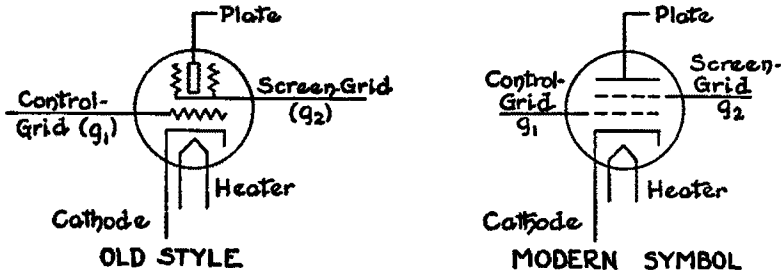 Plate
Control-
Grid (g₁)
Screen-Grid
(g₂)
Heater
Cathode
OLD STYLE
Plate
Control-
Grid
g₁
Screen-
Grid
g₂
Heater
Cathode
MODERN SYMBOL